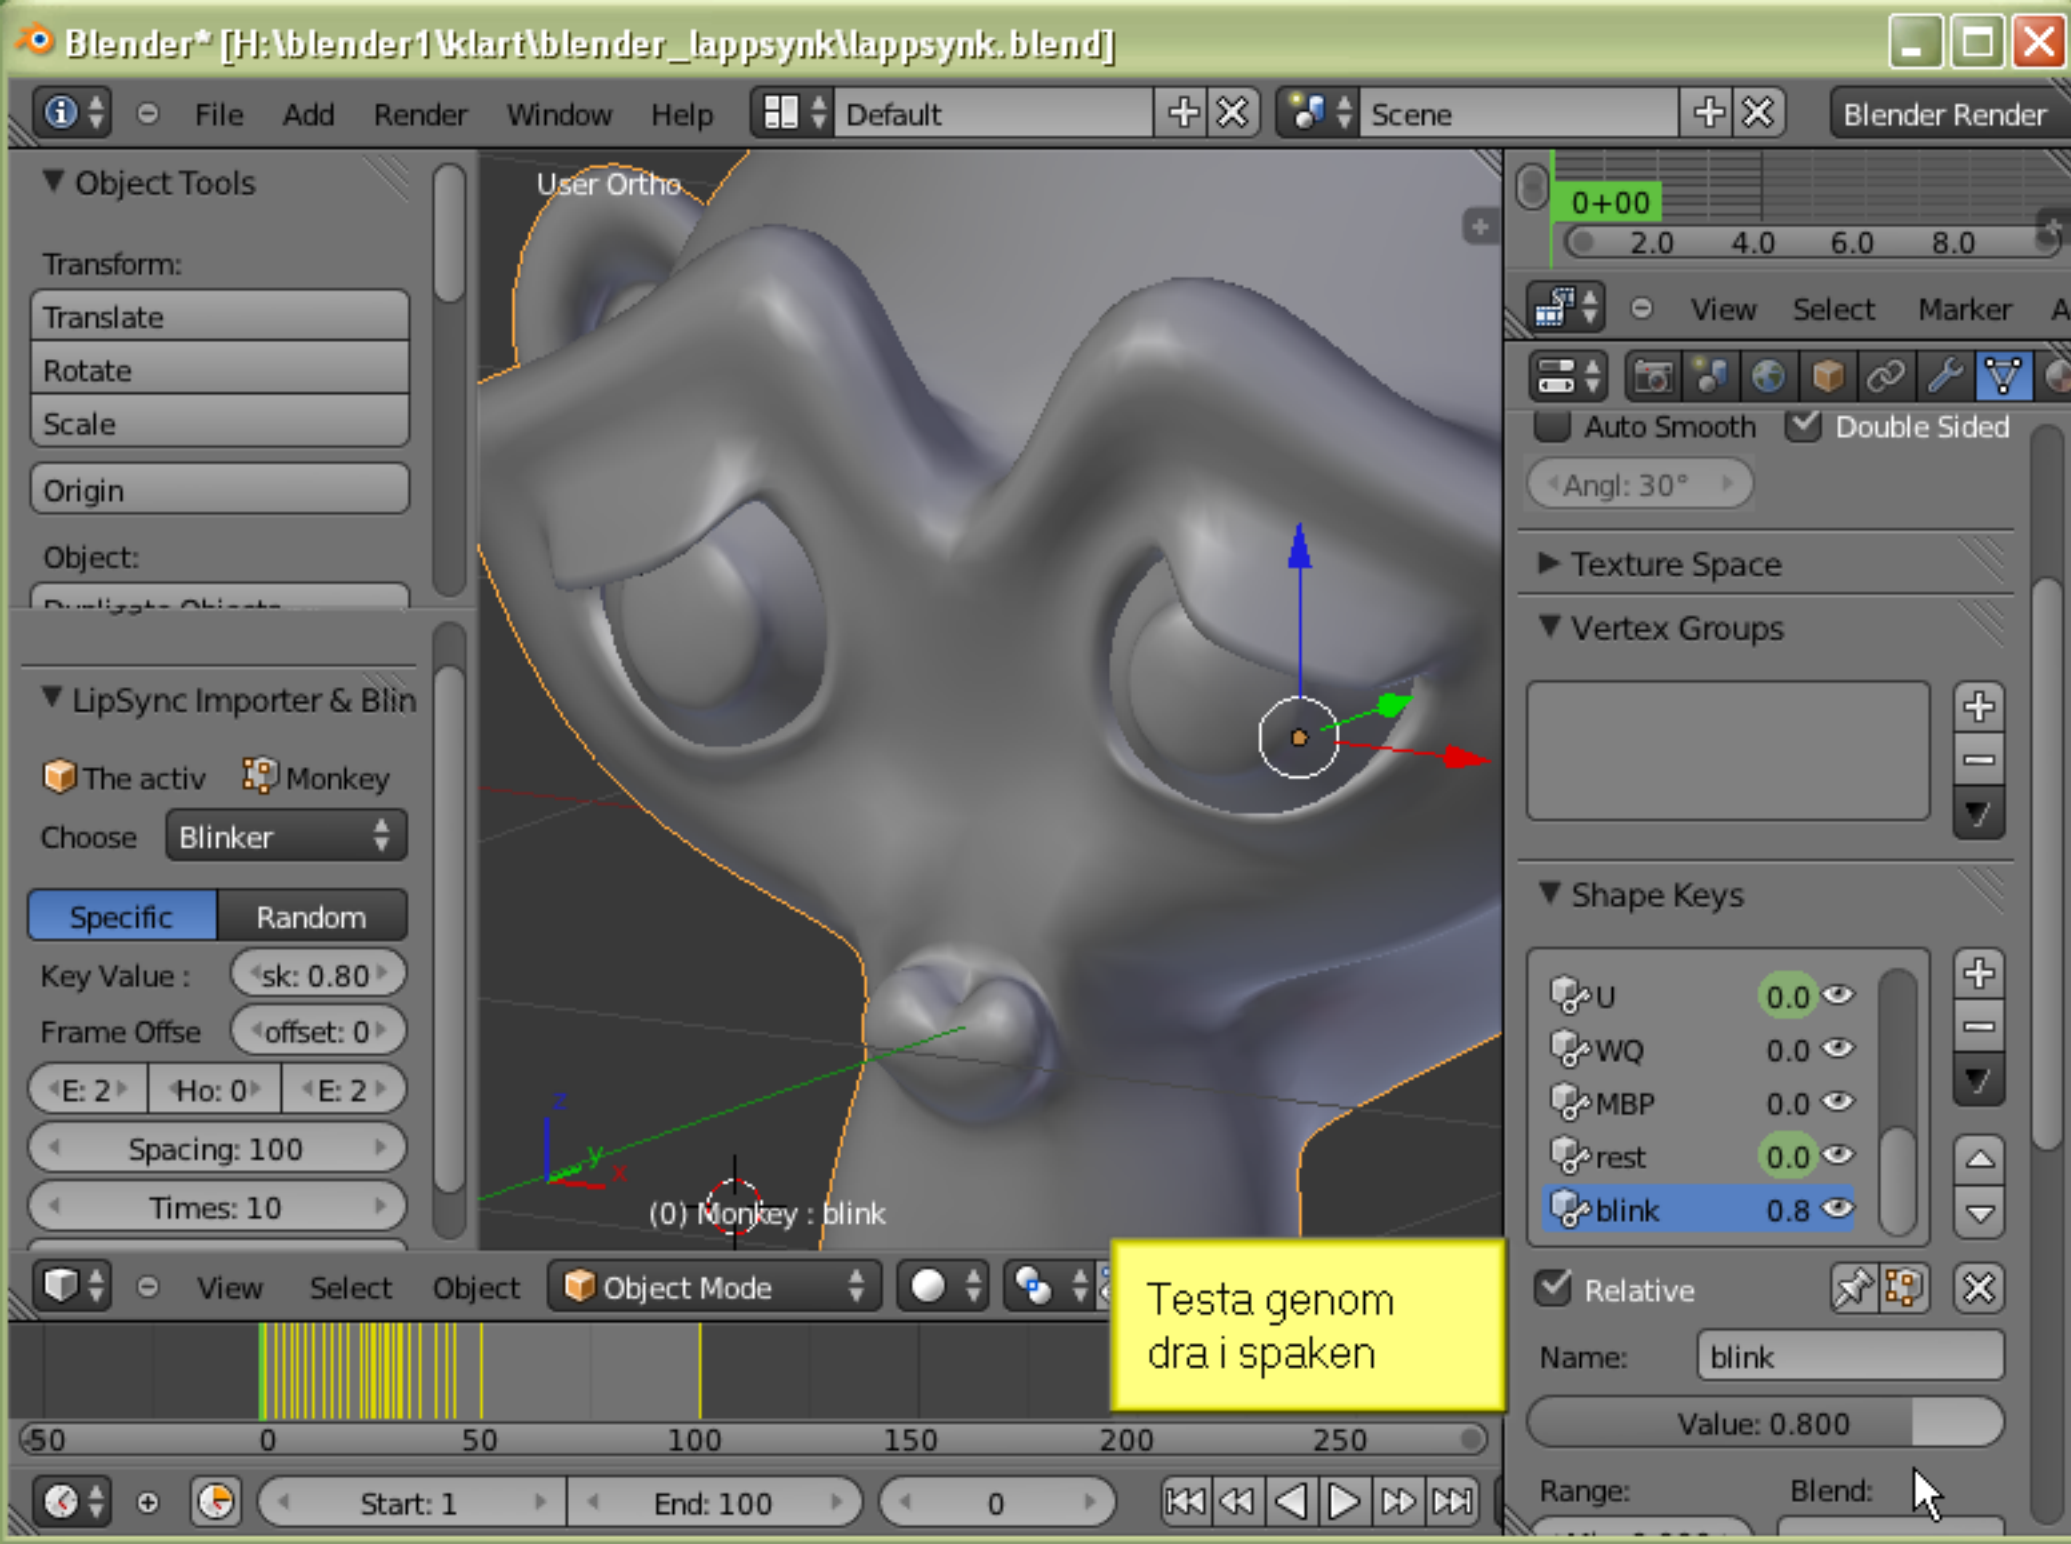 Blender* [H:\blender1\klart\blender_lappsynk\lappsynk.blend]
File Add Render Window Help Default Scene Blender Render
Object Tools
Transform:
Translate
Rotate
Scale
Origin
Object:
Duplicate Objects
LipSync Importer & Blin
The activ Monkey
Choose Blinker
Specific Random
Key Value : sk: 0.80
Frame Offse offset: 0
E: 2 Ho: 0 E: 2
Spacing: 100
Times: 10
User Ortho
z
y
x
(0) Monkey : blink
View Select Object Object Mode
Testa genom
dra i spaken
-50 0 50 100 150 200 250
Start: 1 End: 100 0
0+00
2.0 4.0 6.0 8.0
View Select Marker A
Auto Smooth Double Sided
Angl: 30°
Texture Space
Vertex Groups
Shape Keys
U 0.0
WQ 0.0
MBP 0.0
rest 0.0
blink 0.8
Relative
Name: blink
Value: 0.800
Range: Blend: